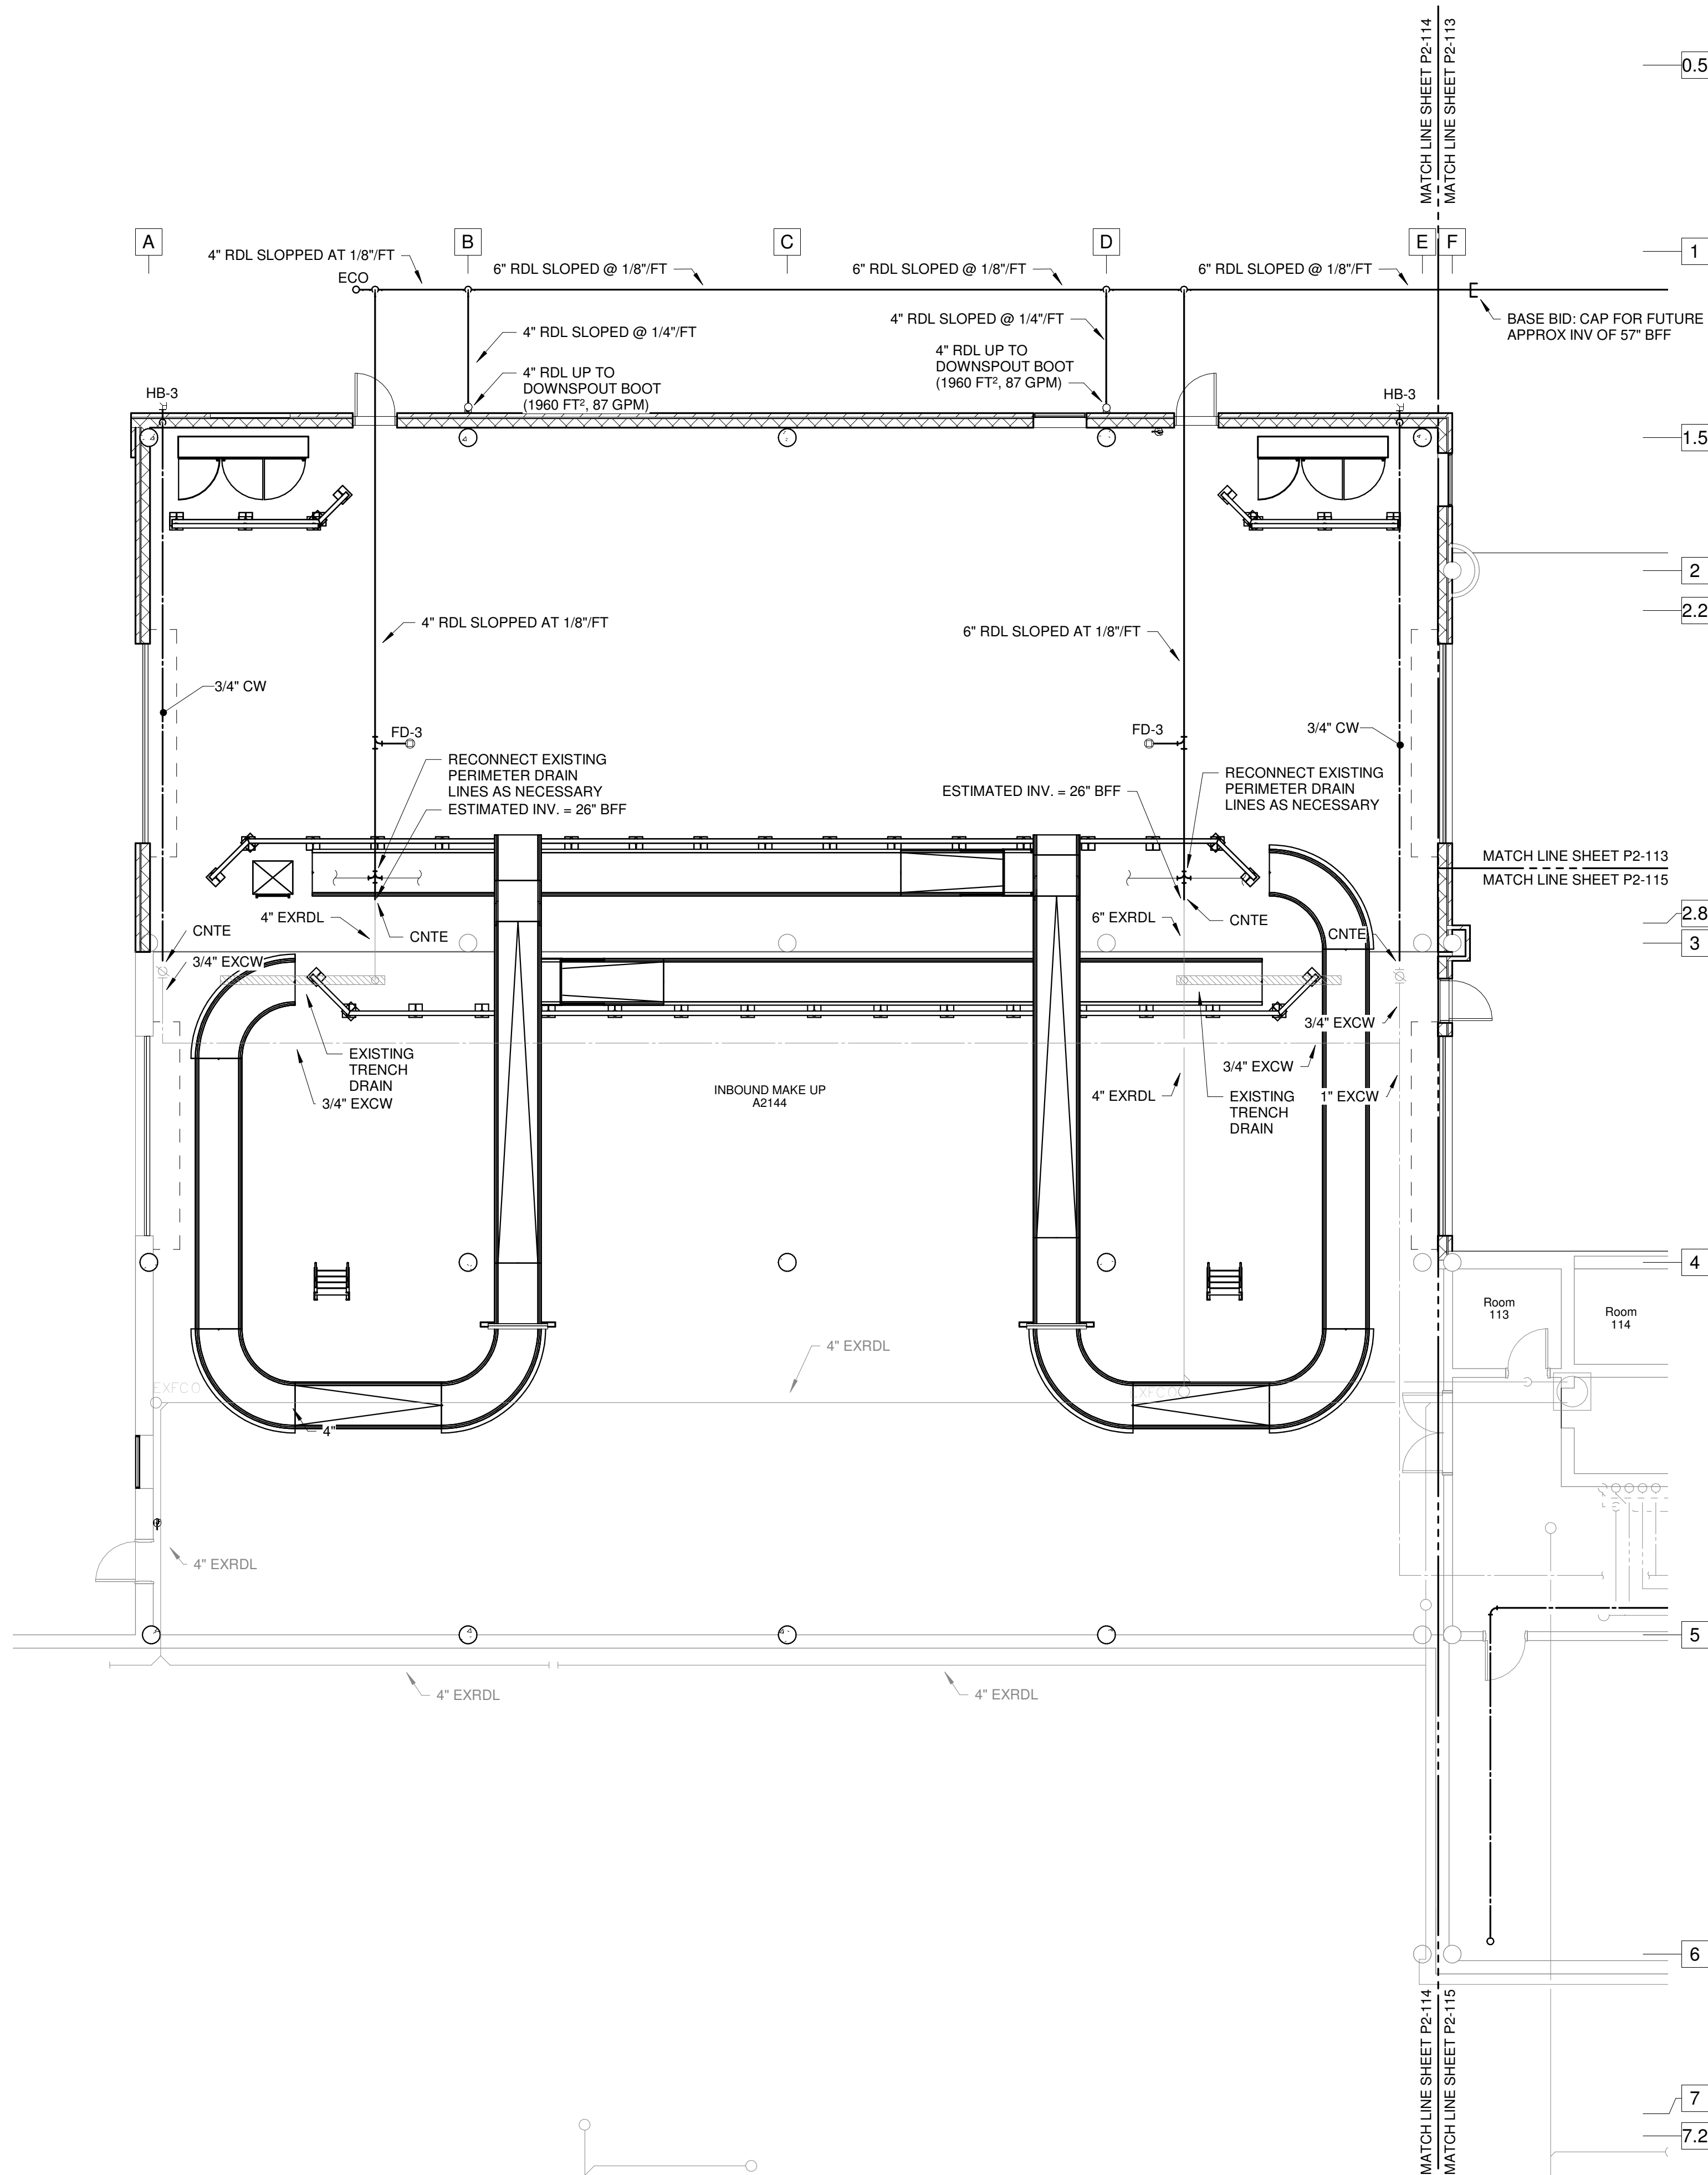 MATCH LINE SHEET P2-114
MATCH LINE SHEET P2-113
0.5
A
B
C
D
E
F
1
4" RDL SLOPPED AT 1/8"/FT
ECO
6" RDL SLOPED @ 1/8"/FT
6" RDL SLOPED @ 1/8"/FT
6" RDL SLOPED @ 1/8"/FT
BASE BID: CAP FOR FUTURE
APPROX INV OF 57" BFF
4" RDL SLOPED @ 1/4"/FT
4" RDL SLOPED @ 1/4"/FT
4" RDL UP TO
DOWNSPOUT BOOT
(1960 FT², 87 GPM)
4" RDL UP TO
DOWNSPOUT BOOT
(1960 FT², 87 GPM)
HB-3
HB-3
1.5
2
2.2
4" RDL SLOPPED AT 1/8"/FT
6" RDL SLOPED AT 1/8"/FT
3/4" CW
3/4" CW
FD-3
FD-3
RECONNECT EXISTING
PERIMETER DRAIN
LINES AS NECESSARY
ESTIMATED INV. = 26" BFF
ESTIMATED INV. = 26" BFF
RECONNECT EXISTING
PERIMETER DRAIN
LINES AS NECESSARY
MATCH LINE SHEET P2-113
MATCH LINE SHEET P2-115
2.8
3
4" EXRDL
CNTE
CNTE
3/4" EXCW
6" EXRDL
CNTE
CNTE
3/4" EXCW
3/4" EXCW
1" EXCW
EXISTING
TRENCH
DRAIN
3/4" EXCW
INBOUND MAKE UP
A2144
4" EXRDL
EXISTING
TRENCH
DRAIN
4
Room
113
Room
114
4" EXRDL
EXFCO
EXFCO
4"
4" EXRDL
5
4" EXRDL
4" EXRDL
6
MATCH LINE SHEET P2-114
MATCH LINE SHEET P2-115
7
7.2